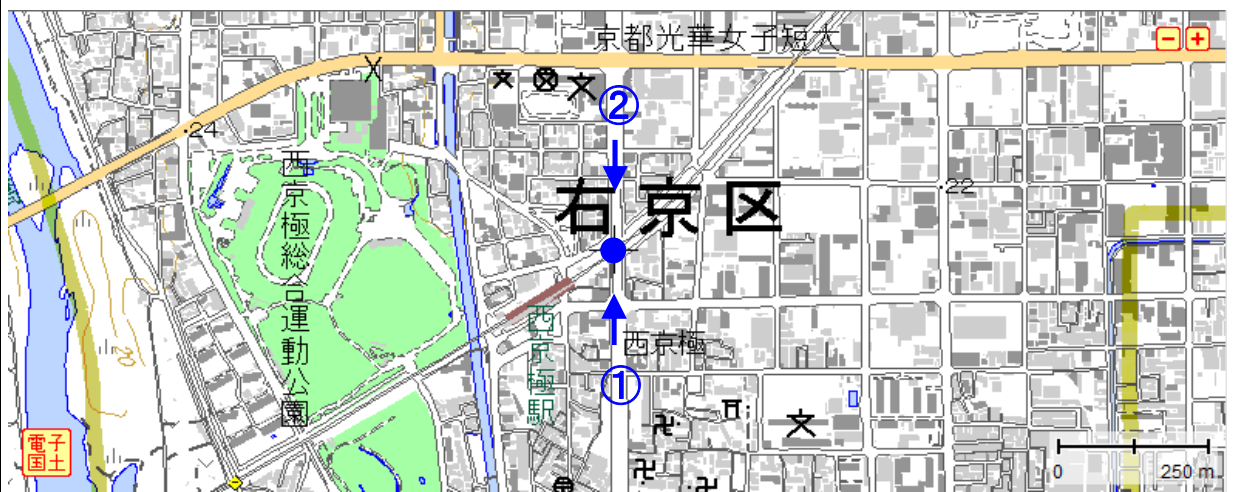 京都光華女子短大
②
24
右京区
22
西京極総合運動公園
西京極駅
西京極
①
電子
国土
0
250 m